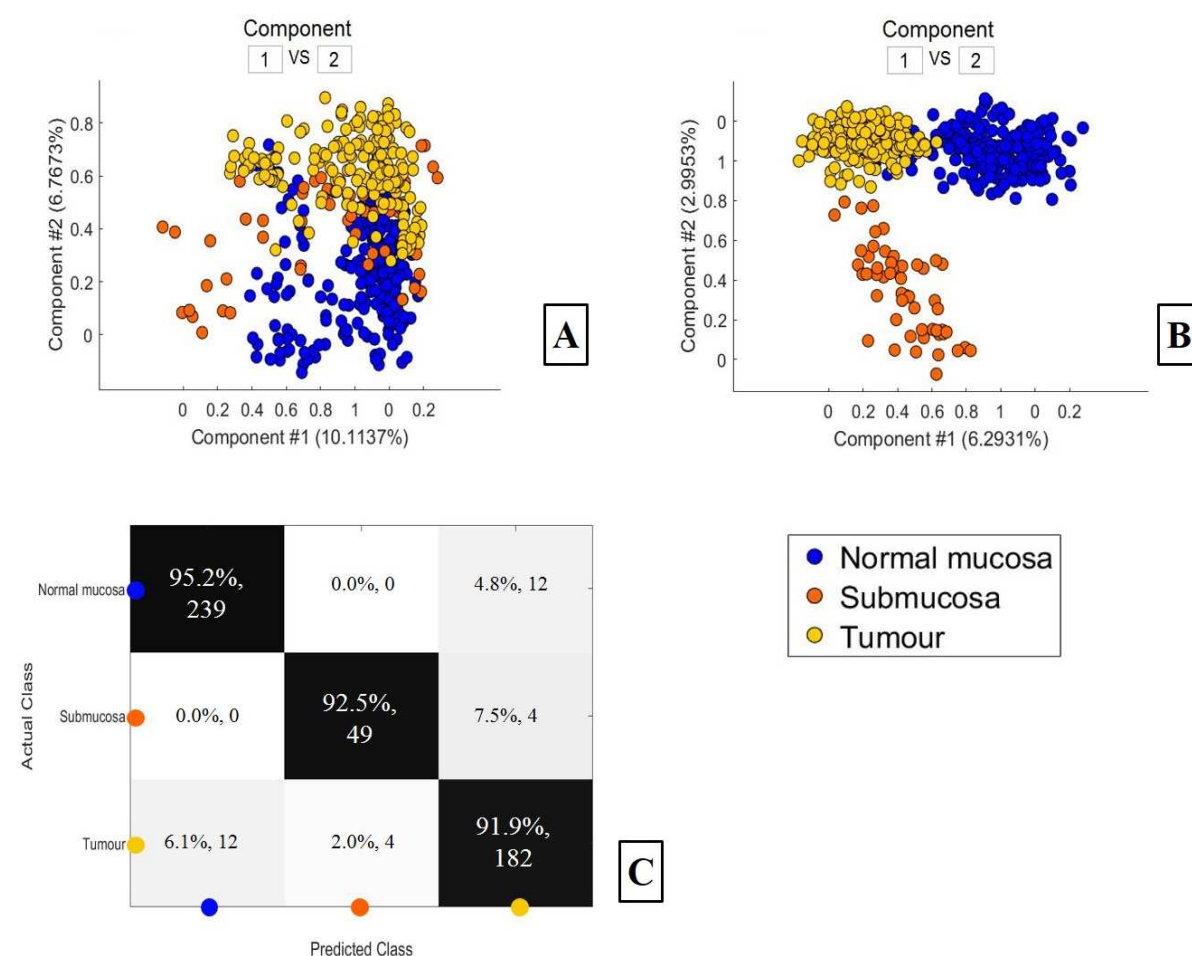 Component
1 VS 2
Component #2 (6.7673%)
0.8
0.6
0.4
0.2
0
0 0.2 0.4 0.6 0.8 1 0 0.2
Component #1 (10.1137%)
A
Component
1 VS 2
Component #2 (2.9953%)
0
1
0.8
0.6
0.4
0.2
0
0 0.2 0.4 0.6 0.8 1 0 0.2
Component #1 (6.2931%)
B
Actual Class
Normal mucosa
95.2%,
239
0.0%, 0
4.8%, 12
Submucosa
0.0%, 0
92.5%,
49
7.5%, 4
Tumour
6.1%, 12
2.0%, 4
91.9%,
182
Predicted Class
C
Normal mucosa
Submucosa
Tumour